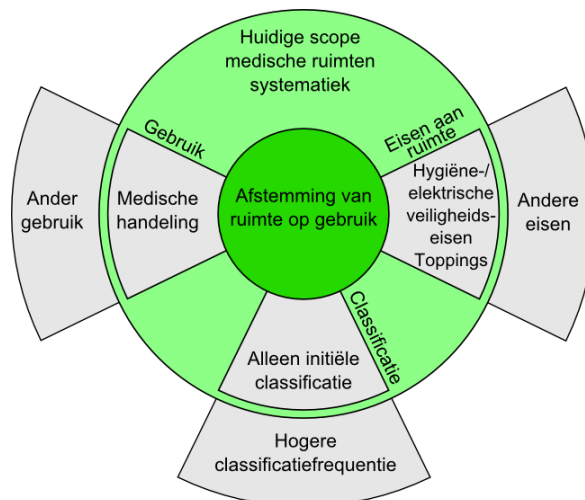 Huidige scope
medische ruimten
systematiek
Gebruik
Eisen aan
ruimte
Ander
gebruik
Medische
handeling
Afstemming van
ruimte op gebruik
Hygiëne-/
elektrische
veiligheids-
eisen
Toppings
Andere
eisen
Classificatie
Alleen initiële
classificatie
Hogere
classificatiefrequentie